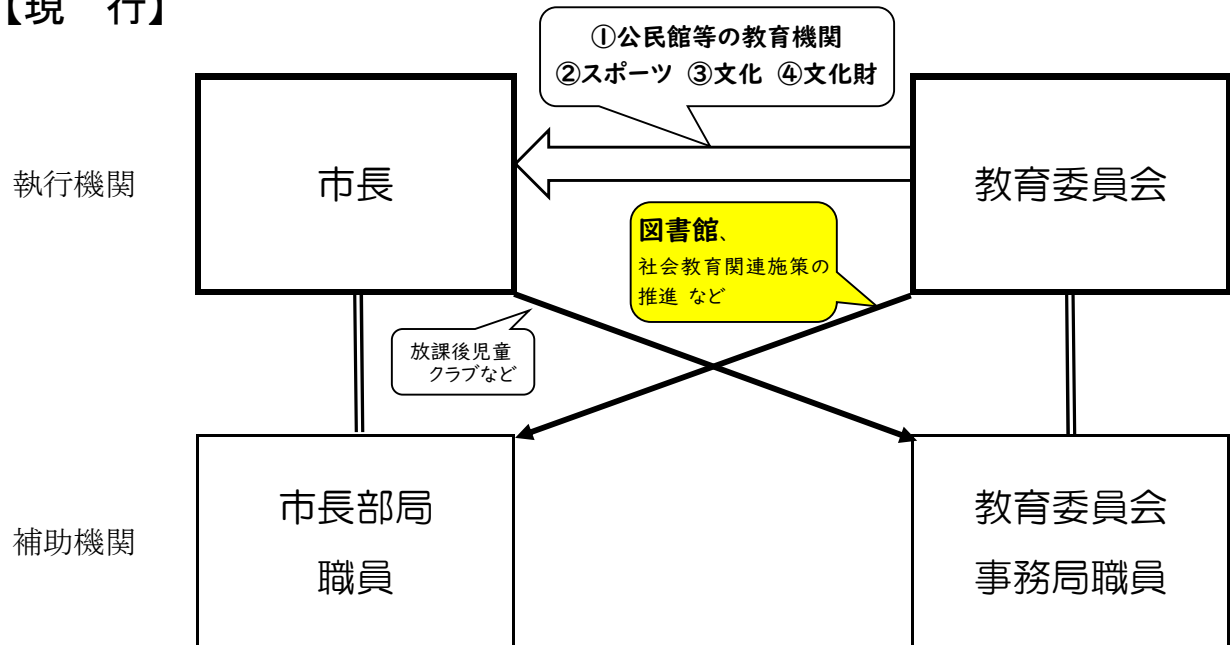 【現　行】
①公民館等の教育機関
②スポーツ ③文化 ④文化財
執行機関
市長
教育委員会
図書館、
社会教育関連施策の
推進 など
放課後児童
クラブなど
補助機関
市長部局
職員
教育委員会
事務局職員